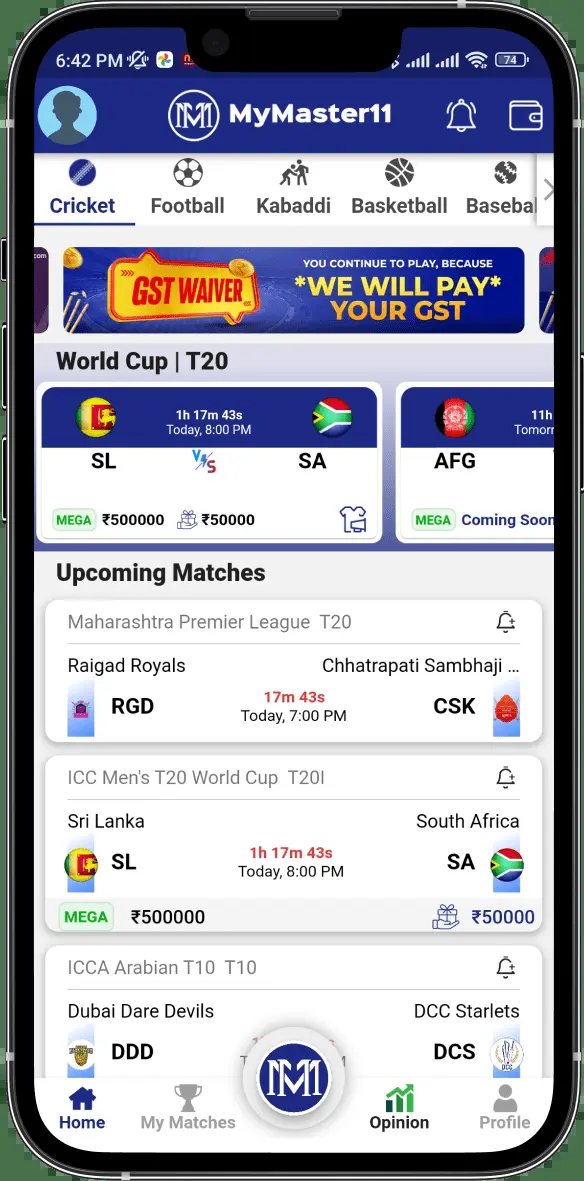 6:42 PM
74
MyMaster11
Cricket Football Kabaddi Basketball Basebal
.com
GST WAIVER
YOU CONTINUE TO PLAY, BECAUSE
*WE WILL PAY*
YOUR GST
World Cup | T20
1h 17m 43s
Today, 8:00 PM
SL VS SA
MEGA ₹500000 ₹50000
11h
Tomorr
AFG
MEGA Coming Soon
Upcoming Matches
Maharashtra Premier League T20
Raigad Royals Chhatrapati Sambhaji ...
RGD 17m 43s CSK
Today, 7:00 PM
ICC Men's T20 World Cup T20I
Sri Lanka South Africa
SL 1h 17m 43s SA
Today, 8:00 PM
MEGA ₹500000 ₹50000
ICCA Arabian T10 T10
Dubai Dare Devils DCC Starlets
DDD DCS
DCC
Home My Matches Opinion Profile